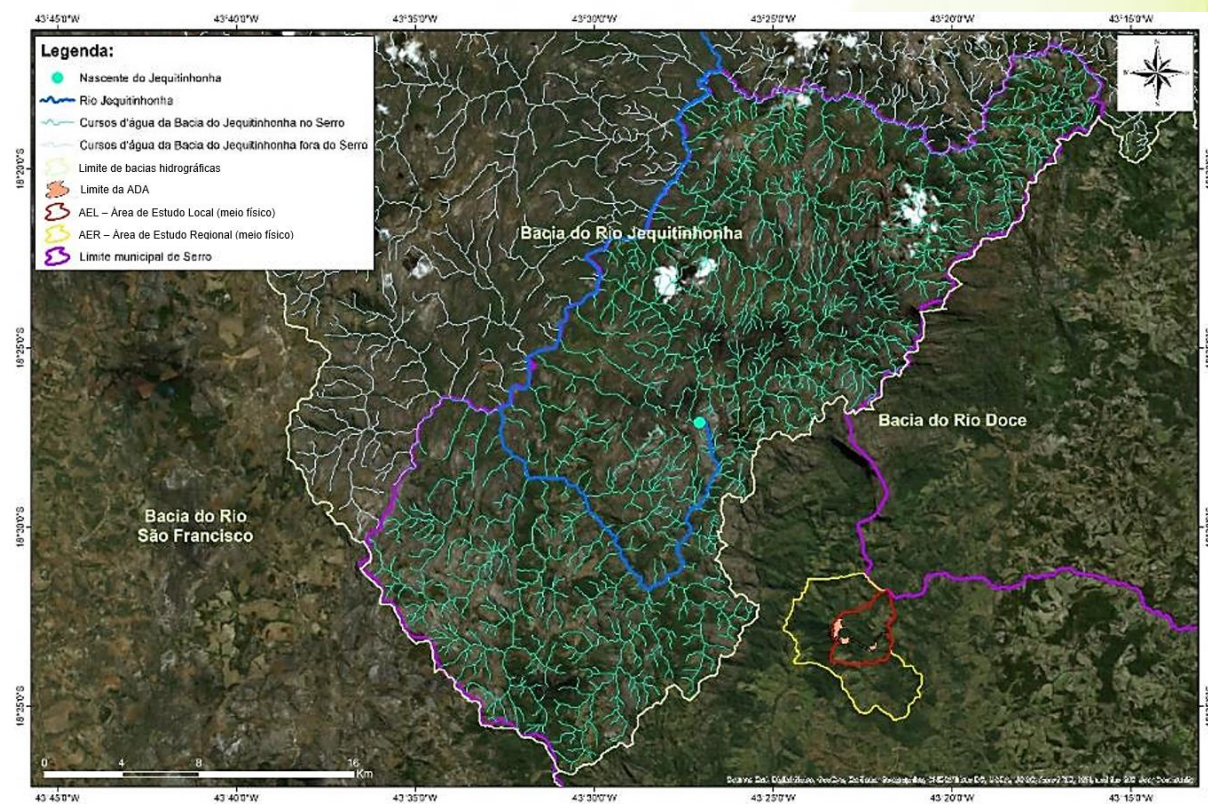 43°45'0"O 43°40'0"O 43°35'0"O 43°30'0"O 43°25'0"O 43°20'0"O 43°15'0"O
Legenda:
Nascente do Jequitinhonha
Rio Jequitinhonha
Cursos d'água da Bacia do Jequitinhonha no Serro
Cursos d'água da Bacia do Jequitinhonha fora do Serro
Limite de bacias hidrográficas
Limite da ADA
AEL – Área de Estudo Local (meio físico)
AER – Área de Estudo Regional (meio físico)
Limite municipal de Serro
18°20'0"S
Bacia do Rio Jequitinhonha
18°25'0"S
Bacia do Rio Doce
Bacia do Rio
São Francisco
18°30'0"S
18°35'0"S
0 4 8 16
Km
43°45'0"O 43°40'0"O 43°35'0"O 43°30'0"O 43°25'0"O 43°20'0"O 43°15'0"O